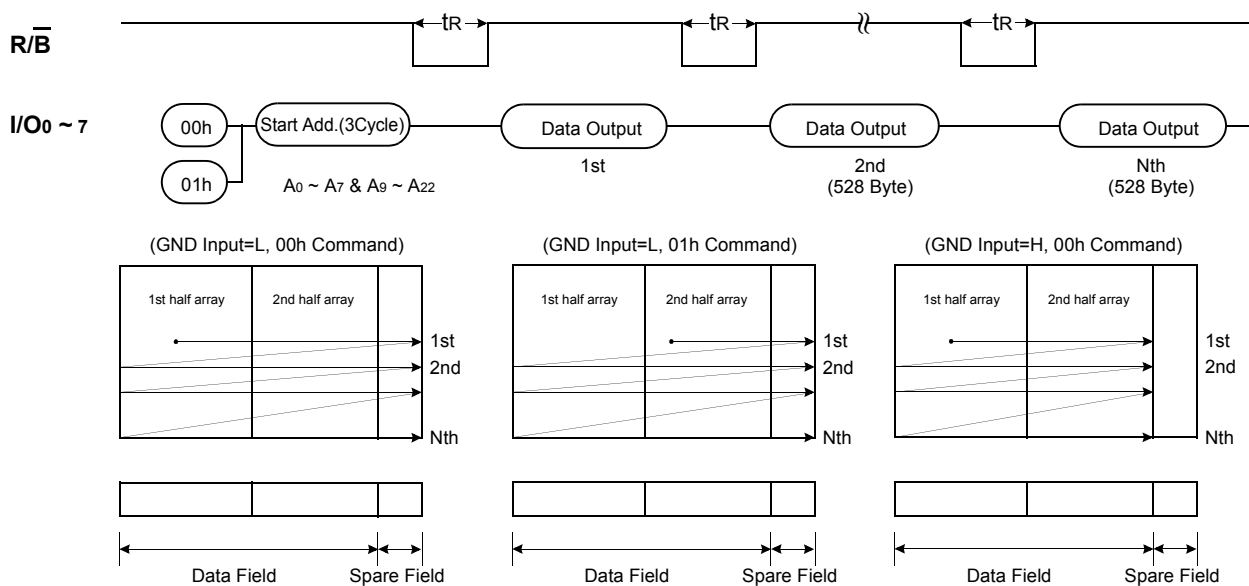 tR tR tR
R/B̅
I/O0 ~ 7
00h Start Add.(3Cycle) Data Output Data Output Data Output
01h
A0 ~ A7 & A9 ~ A22
1st 2nd Nth
(528 Byte) (528 Byte)
(GND Input=L, 00h Command) (GND Input=L, 01h Command) (GND Input=H, 00h Command)
1st half array 2nd half array 1st half array 2nd half array 1st half array 2nd half array
1st 1st 1st
2nd 2nd 2nd
Nth Nth Nth
Data Field Spare Field Data Field Spare Field Data Field Spare Field